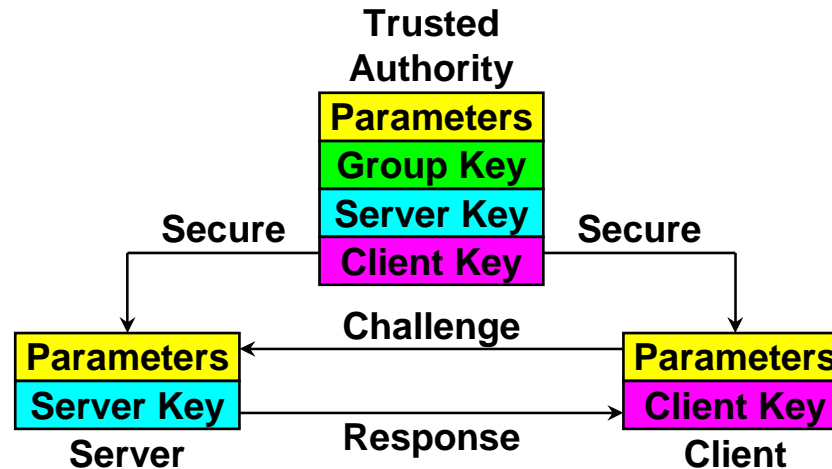 Trusted
Authority
Parameters
Group Key
Server Key
Client Key
Secure
Secure
Challenge
Parameters
Server Key
Server
Response
Parameters
Client Key
Client